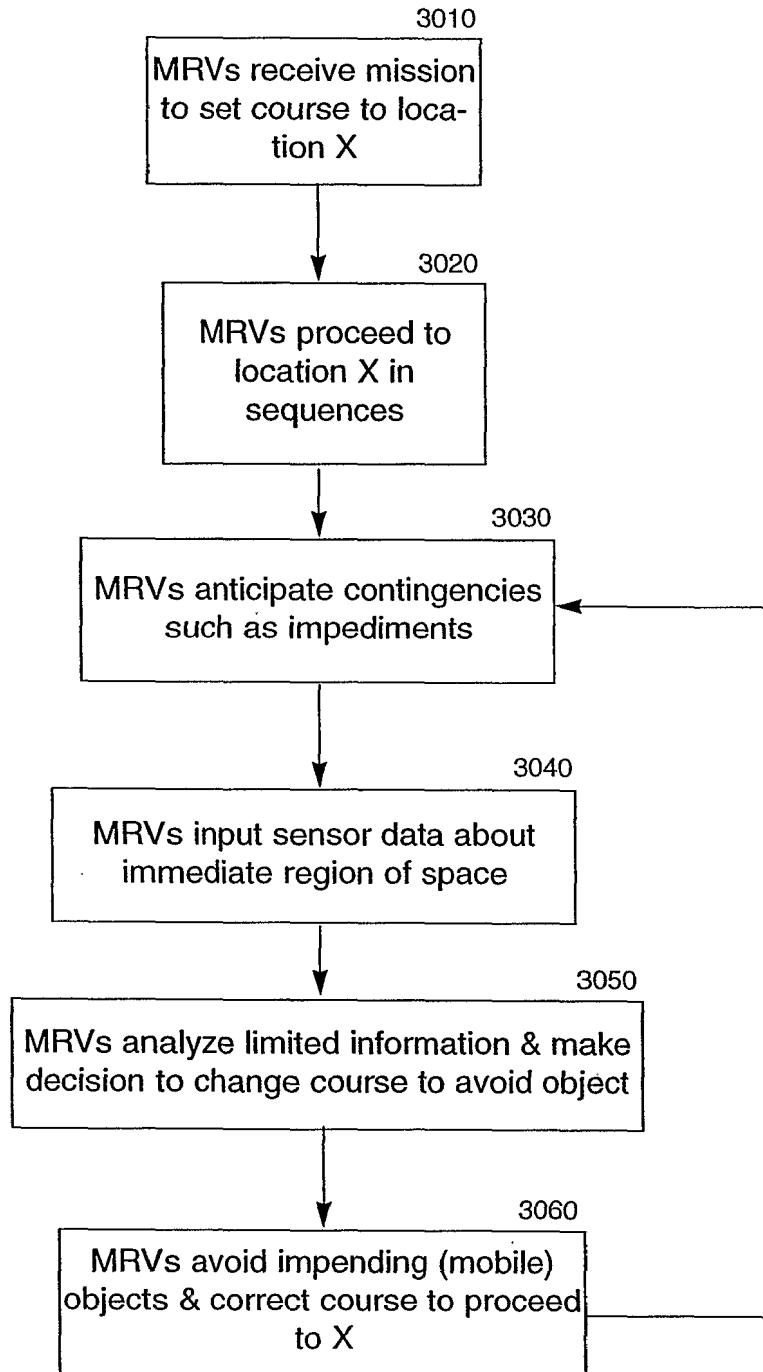 3010
MRVs receive mission
to set course to loca-
tion X
3020
MRVs proceed to
location X in
sequences
3030
MRVs anticipate contingencies
such as impediments
3040
MRVs input sensor data about
immediate region of space
3050
MRVs analyze limited information & make
decision to change course to avoid object
3060
MRVs avoid impending (mobile)
objects & correct course to proceed
to X